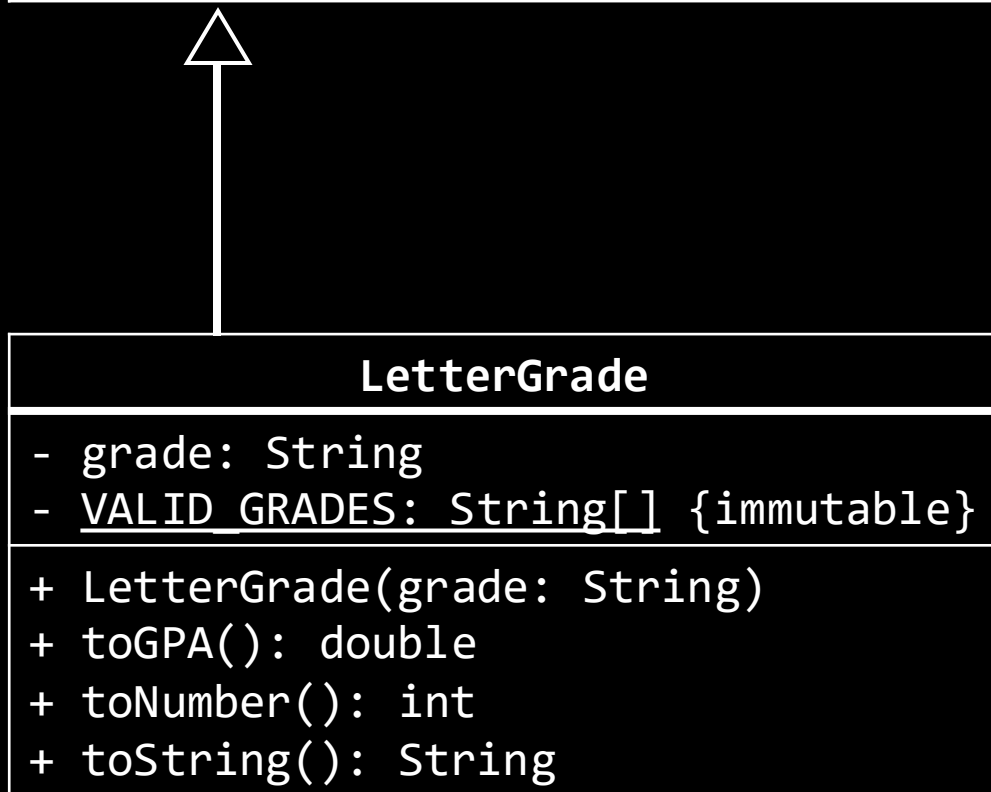 LetterGrade
- grade: String
- VALID_GRADES: String[] {immutable}
+ LetterGrade(grade: String)
+ toGPA(): double
+ toNumber(): int
+ toString(): String